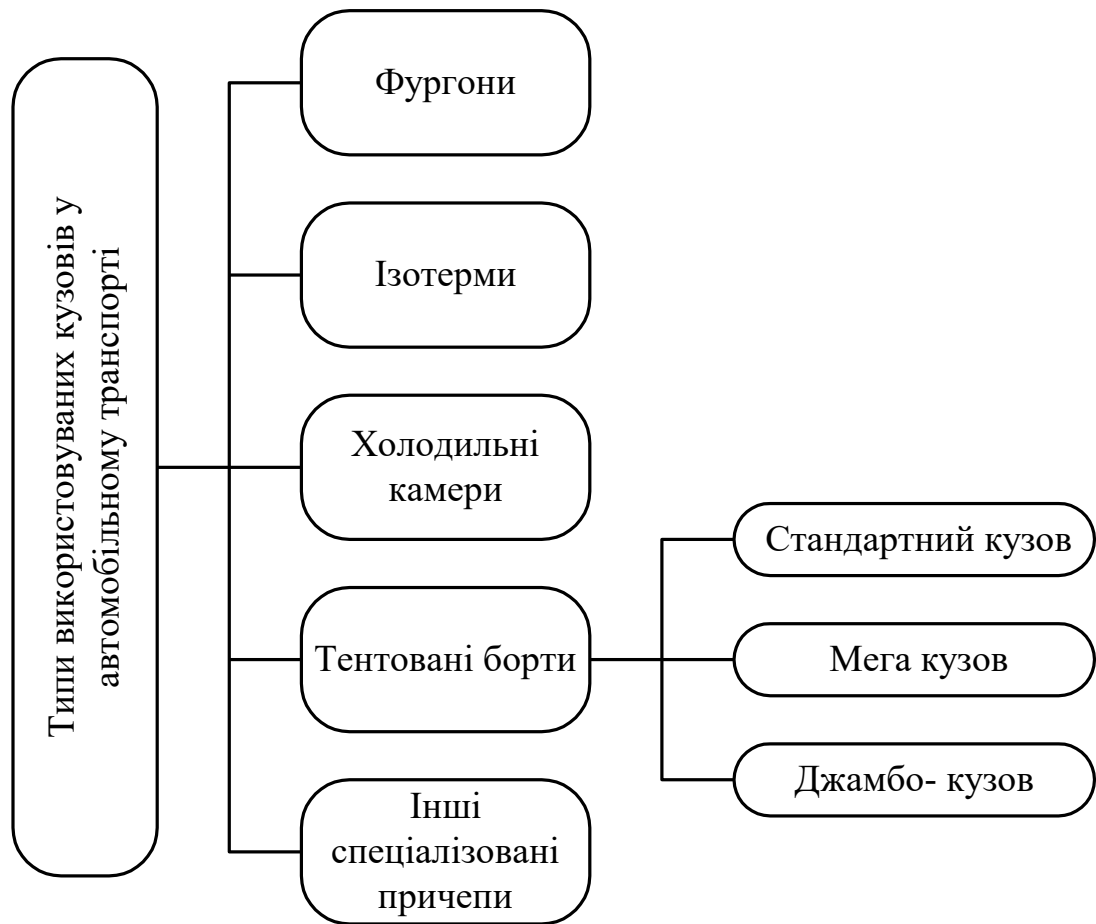 Типи використовуваних кузовів у
автомобільному транспорті
Фургони
Ізотерми
Холодильні
камери
Тентовані борти
Інші
спеціалізовані
причепи
Стандартний кузов
Мега кузов
Джамбо- кузов